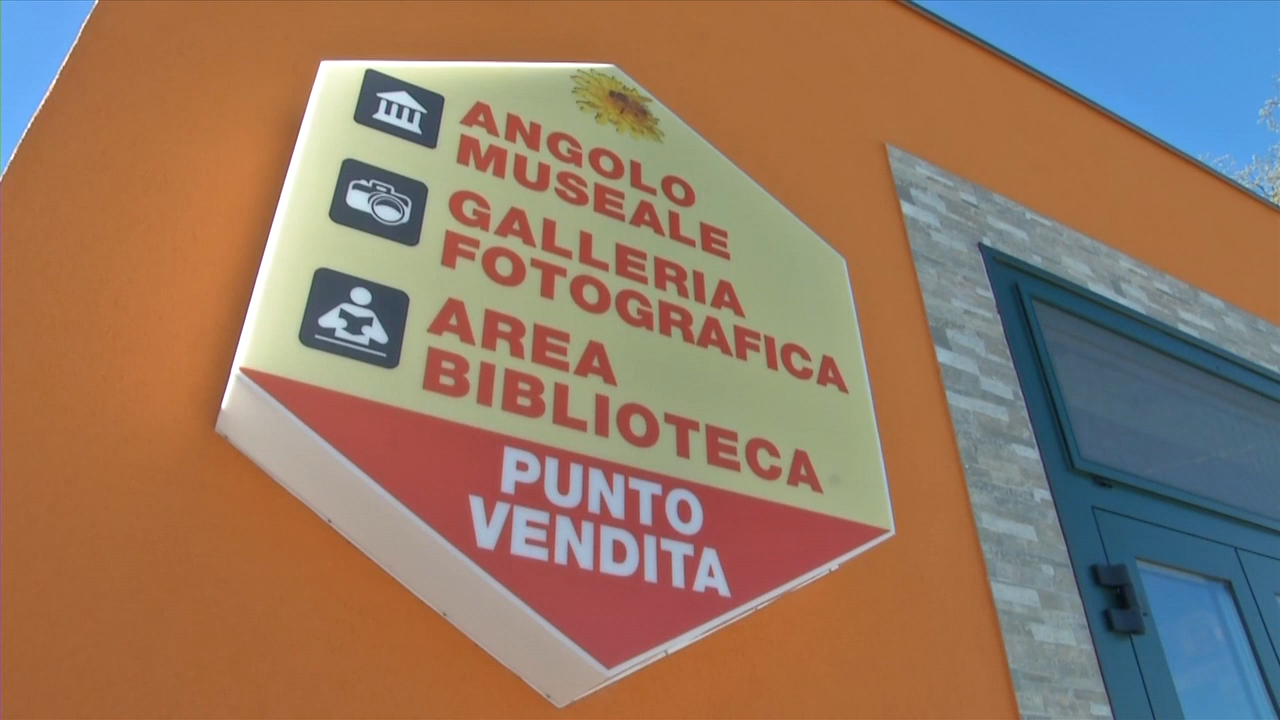 ANGOLO
MUSEALE
GALLERIA
FOTOGRAFICA
AREA
BIBLIOTECA
PUNTO
VENDITA